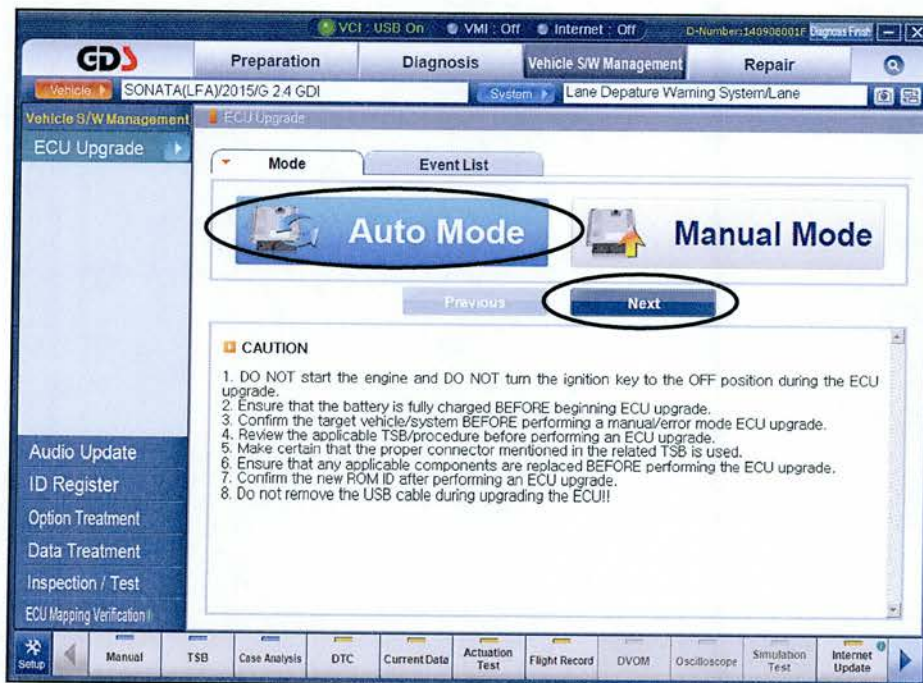 VCI : USB On VMI : Off Internet : Off D-Number:140908001F Diagnosis Finish
GDS Preparation Diagnosis Vehicle S/W Management Repair
Vehicle SONATA(LFA)/2015/G 2.4 GDI System Lane Depature Warning System/Lane
Vehicle S/W Management
ECU Upgrade
ECU Upgrade
Mode Event List
Auto Mode Manual Mode
Previous Next
CAUTION
1. DO NOT start the engine and DO NOT turn the ignition key to the OFF position during the ECU
upgrade.
2. Ensure that the battery is fully charged BEFORE beginning ECU upgrade.
3. Confirm the target vehicle/system BEFORE performing a manual/error mode ECU upgrade.
4. Review the applicable TSB/procedure before performing an ECU upgrade.
5. Make certain that the proper connector mentioned in the related TSB is used.
6. Ensure that any applicable components are replaced BEFORE performing the ECU upgrade.
7. Confirm the new ROM ID after performing an ECU upgrade.
8. Do not remove the USB cable during upgrading the ECU!!
Audio Update
ID Register
Option Treatment
Data Treatment
Inspection / Test
ECU Mapping Verification
Setup Manual TSB Case Analysis DTC Current Data Actuation Test Flight Record DVOM Oscilloscope Simulation Test Internet Update